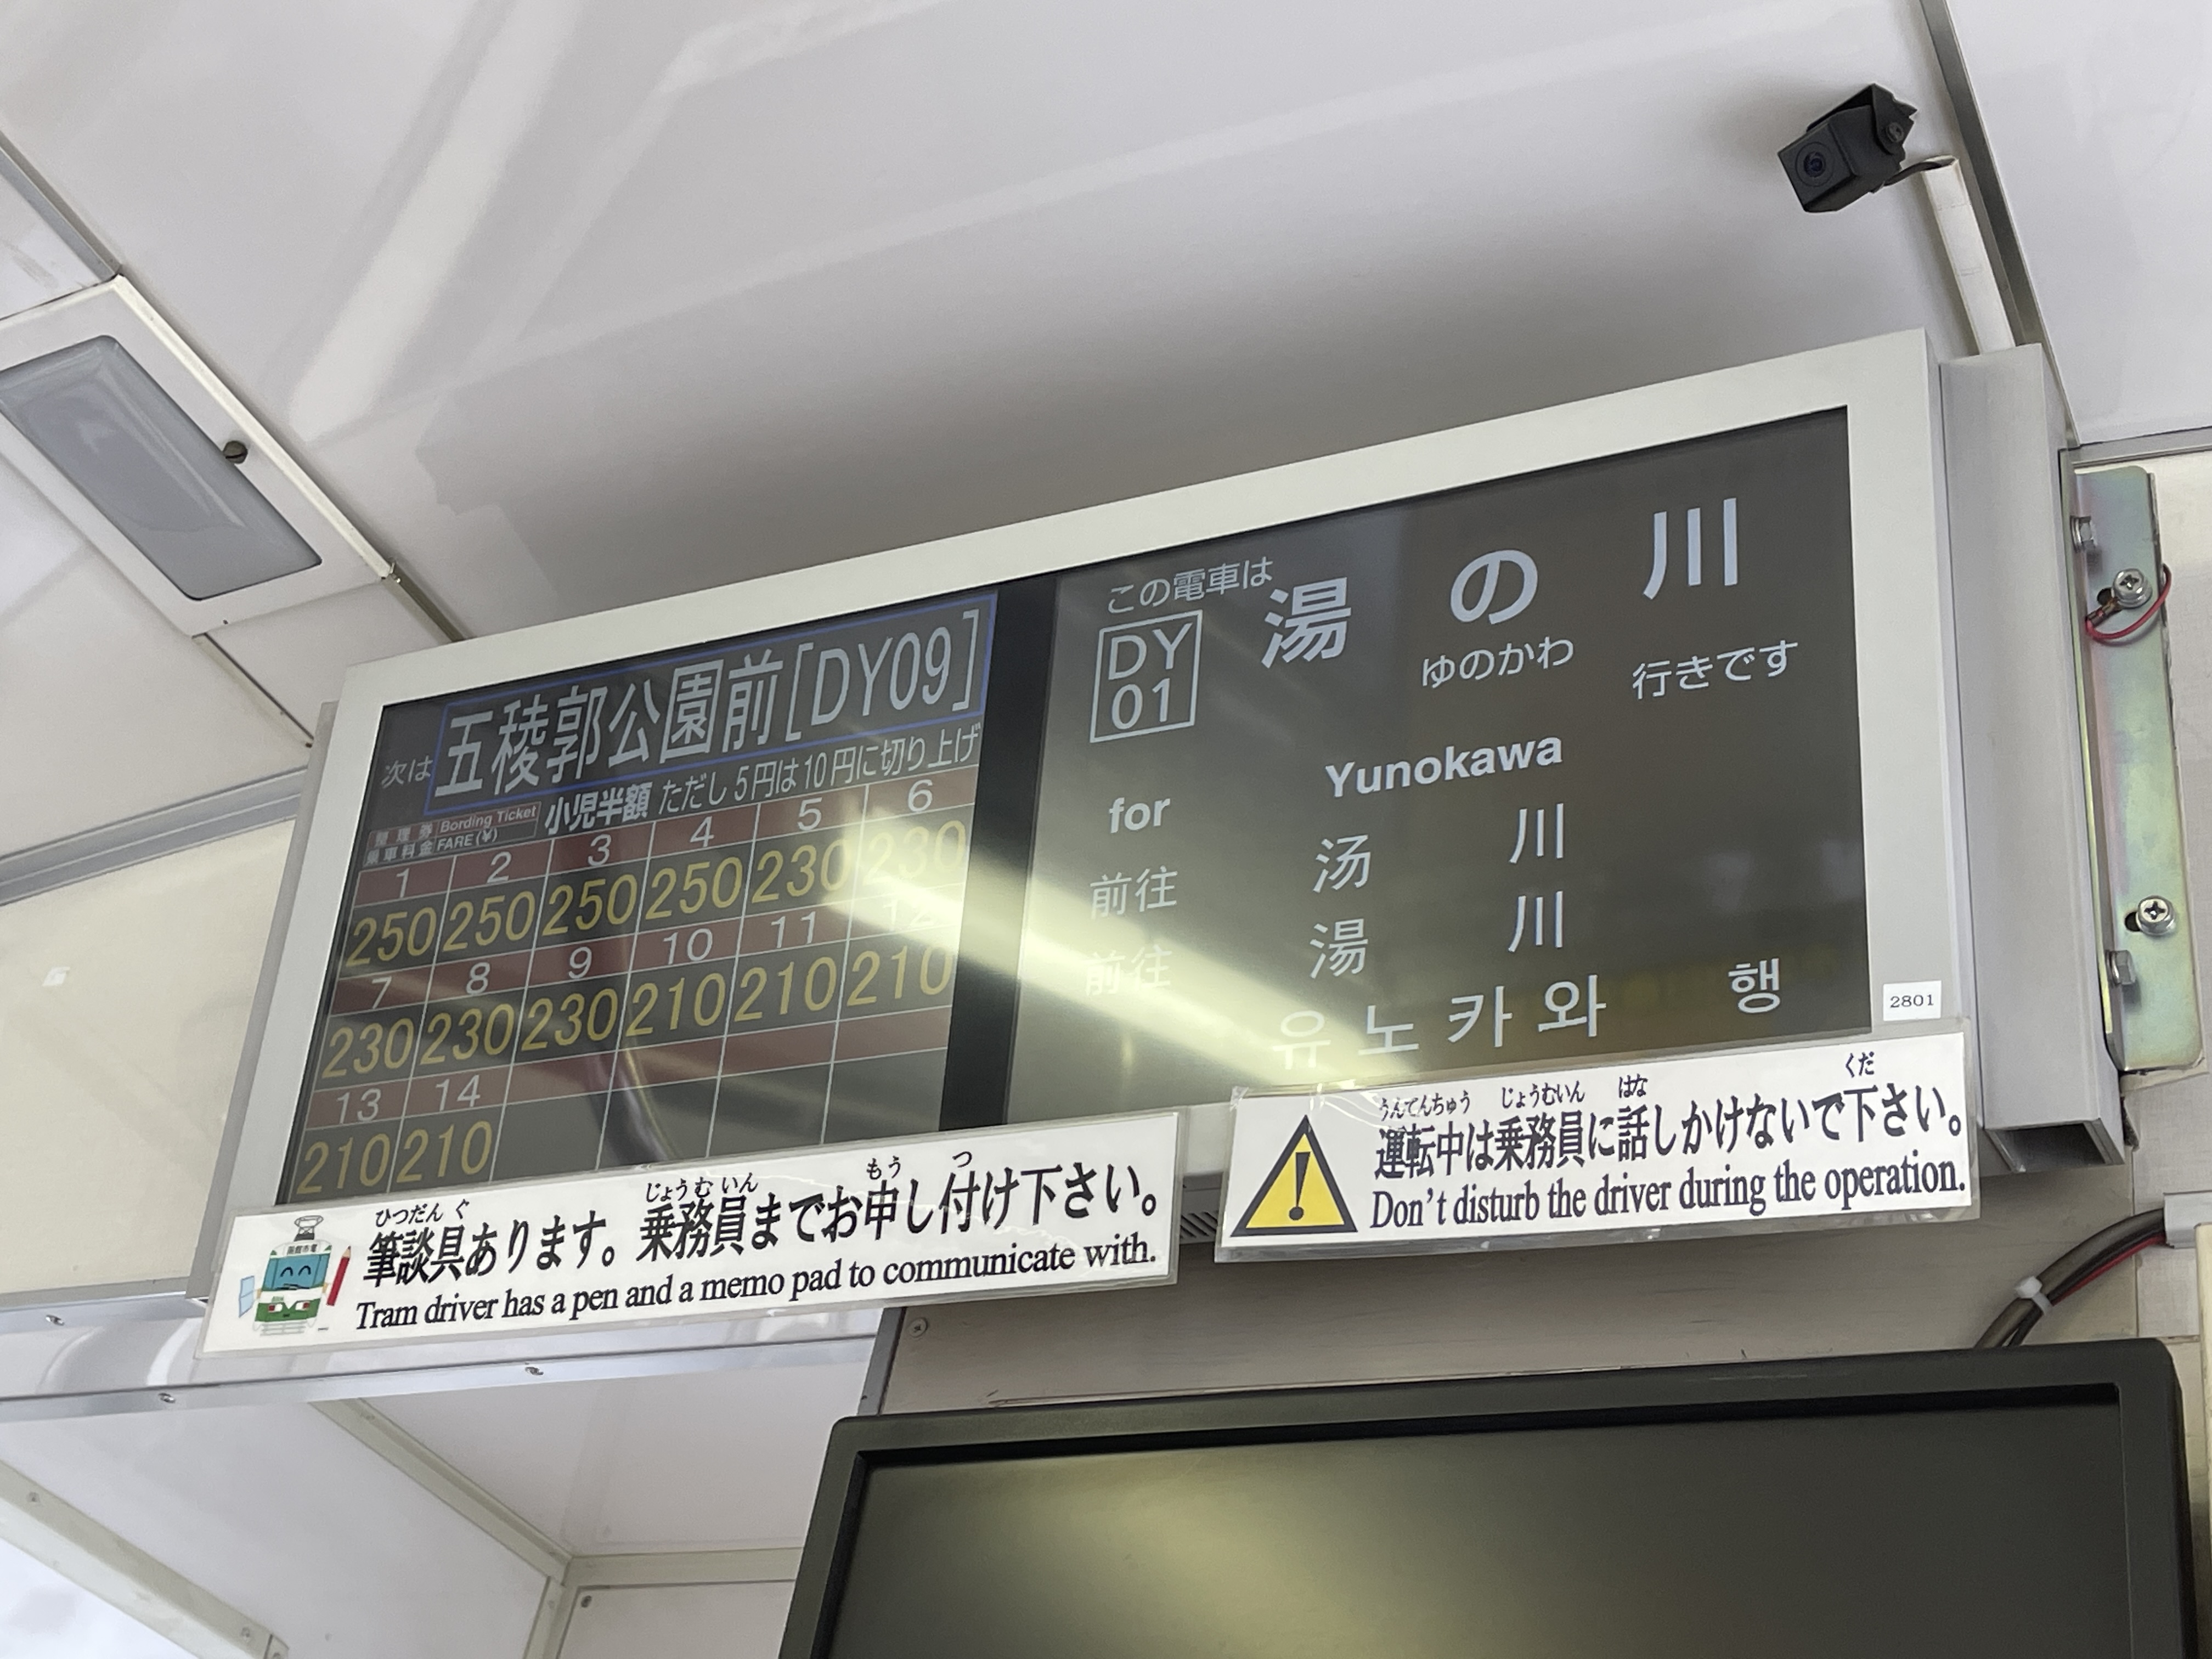 次は 五稜郭公園前[DY09]
小児半額 ただし5円は10円に切り上げ
整理券 Bording Ticket
乗車料金 FARE(¥)
1 2 3 4 5 6
250 250 250 250 230 230
7 8 9 10 11 12
230 230 230 210 210 210
13 14
210 210
この電車は
DY
01
湯の川
ゆのかわ
行きです
for Yunokawa
前往 汤川
前往 湯川
유노카와 행
2801
ひつだんぐ じょうむいん もう つ
筆談具あります。乗務員までお申し付け下さい。
Tram driver has a pen and a memo pad to communicate with.
うんてんちゅう じょうむいん はな くだ
運転中は乗務員に話しかけないで下さい。
Don't disturb the driver during the operation.